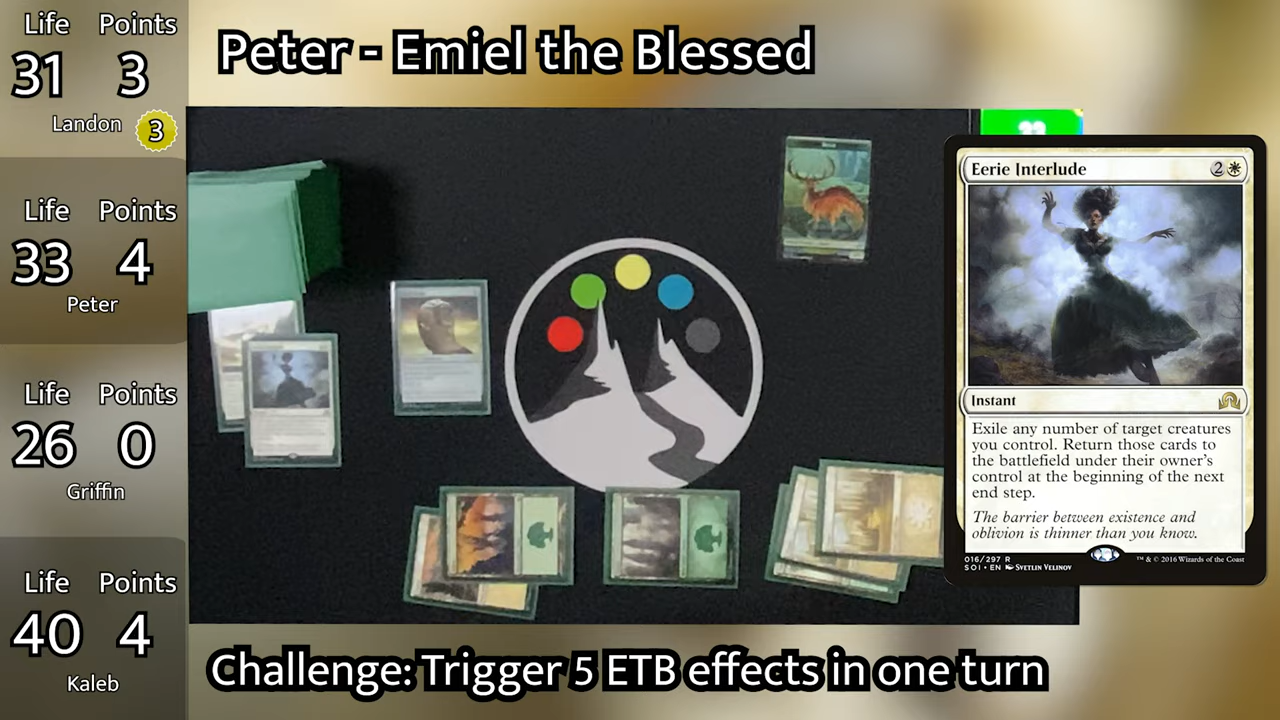 Life Points
31 3
Landon 3
Life Points
33 4
Peter
Life Points
26 0
Griffin
Life Points
40 4
Kaleb
Peter - Emiel the Blessed
Eerie Interlude 2
Instant
Exile any number of target creatures
you control. Return those cards to
the battlefield under their owner's
control at the beginning of the next
end step.
The barrier between existence and
oblivion is thinner than you know.
016/297 R
SOI • EN Svetlin Velinov
™ & © 2016 Wizards of the Coast
Challenge: Trigger 5 ETB effects in one turn